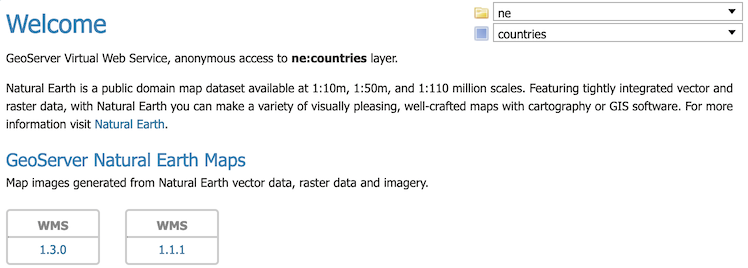 Welcome
ne
countries
GeoServer Virtual Web Service, anonymous access to ne:countries layer.
Natural Earth is a public domain map dataset available at 1:10m, 1:50m, and 1:110 million scales. Featuring tightly integrated vector and
raster data, with Natural Earth you can make a variety of visually pleasing, well-crafted maps with cartography or GIS software. For more
information visit Natural Earth.
GeoServer Natural Earth Maps
Map images generated from Natural Earth vector data, raster data and imagery.
WMS WMS
1.3.0 1.1.1